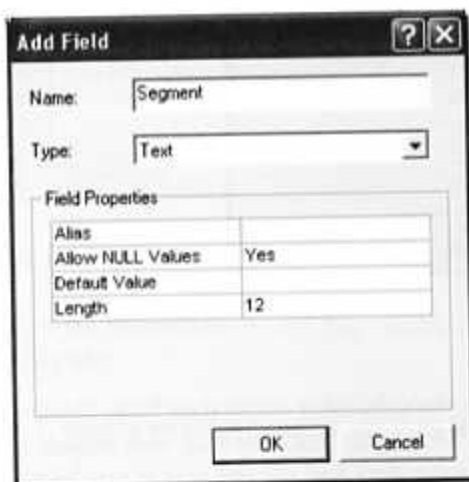 Add Field
Name: Segment
Type: Text
Field Properties
Alias
Allow NULL Values Yes
Default Value
Length 12
OK Cancel